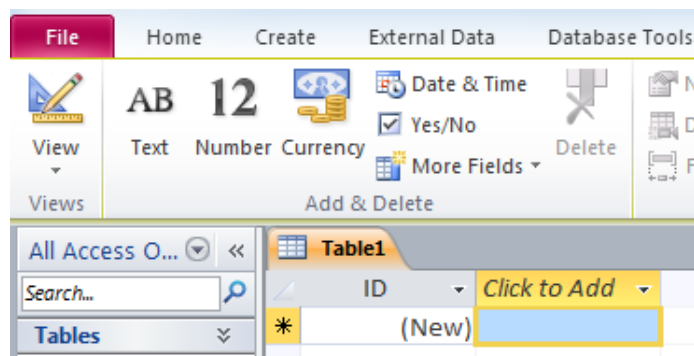 File Home Create External Data Database Tools
AB 12 Date & Time
Yes/No
View Text Number Currency More Fields Delete
Views Add & Delete
All Access O... « Table1
Search... ID Click to Add
Tables * (New)